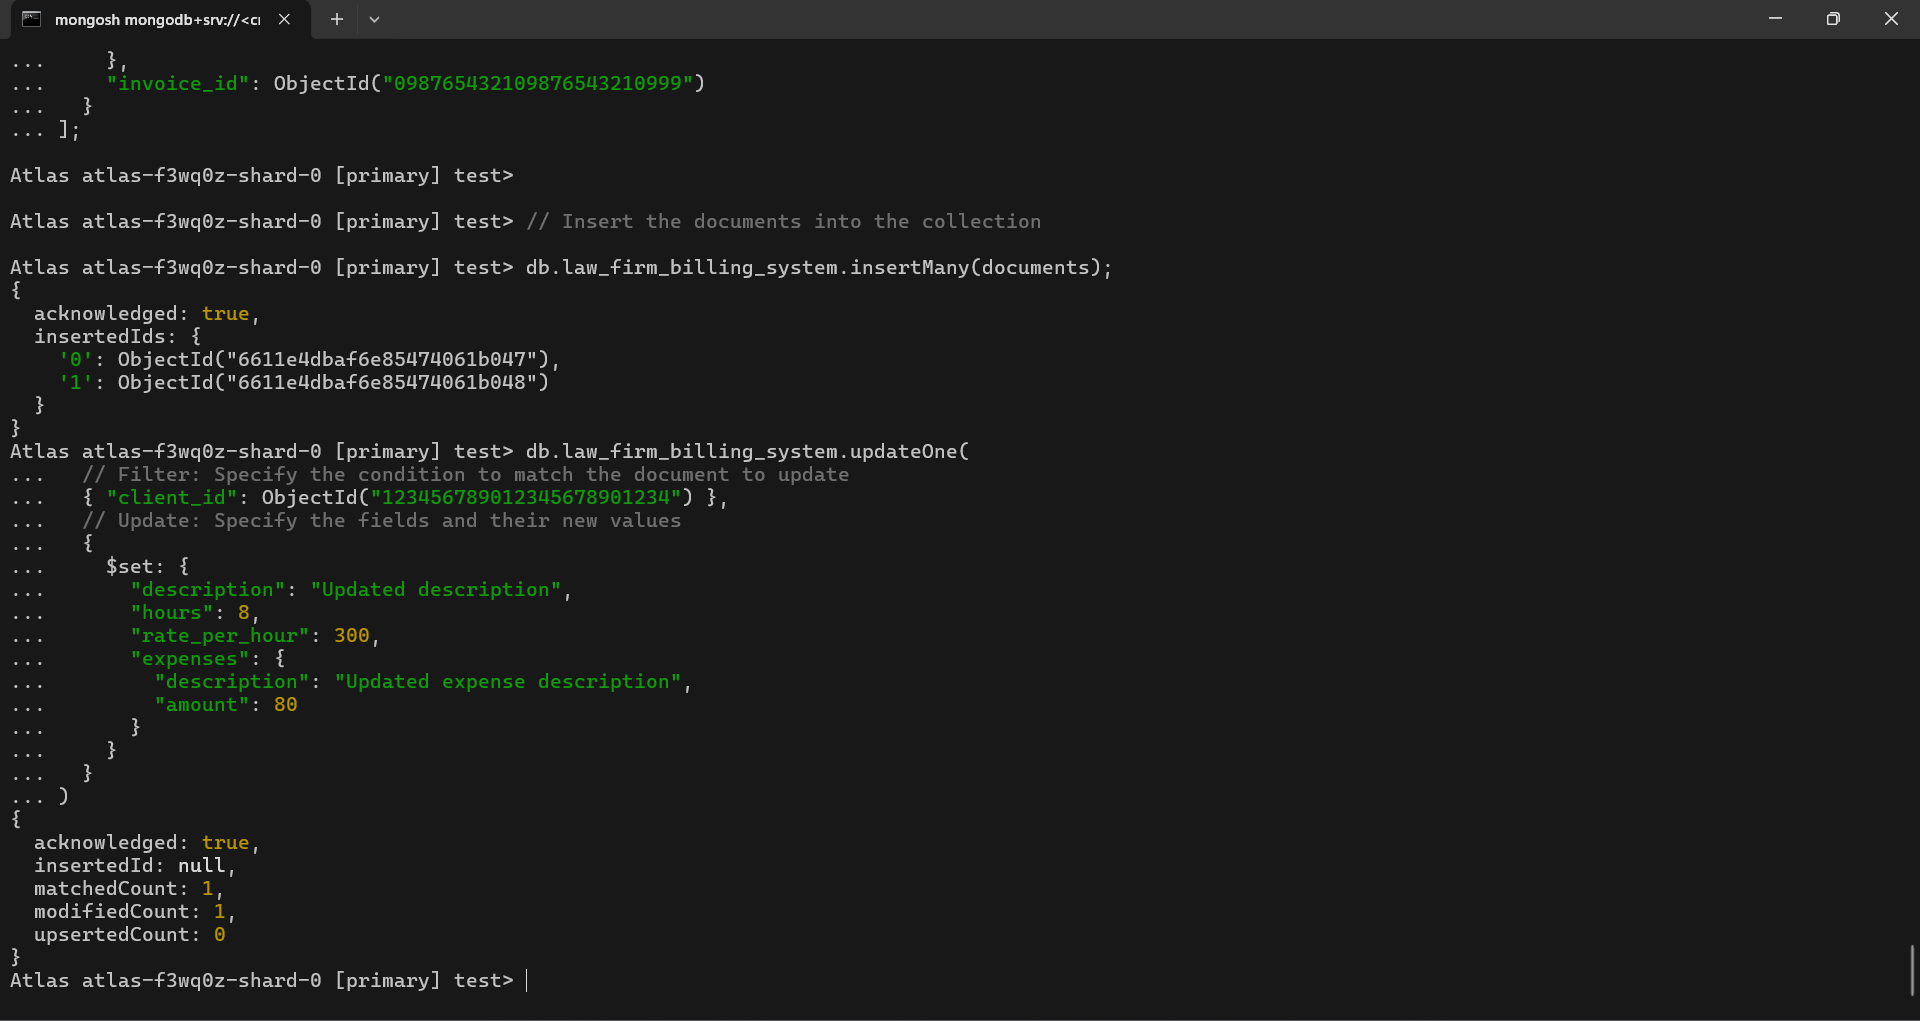 mongosh mongodb+srv://<cr
...     },
...     "invoice_id": ObjectId("098765432109876543210999")
...   }
... ];
Atlas atlas-f3wq0z-shard-0 [primary] test>
Atlas atlas-f3wq0z-shard-0 [primary] test> // Insert the documents into the collection
Atlas atlas-f3wq0z-shard-0 [primary] test> db.law_firm_billing_system.insertMany(documents);
{
  acknowledged: true,
  insertedIds: {
    '0': ObjectId("6611e4dbaf6e85474061b047"),
    '1': ObjectId("6611e4dbaf6e85474061b048")
  }
}
Atlas atlas-f3wq0z-shard-0 [primary] test> db.law_firm_billing_system.updateOne(
...   // Filter: Specify the condition to match the document to update
...   { "client_id": ObjectId("123456789012345678901234") },
...   // Update: Specify the fields and their new values
...   {
...     $set: {
...       "description": "Updated description",
...       "hours": 8,
...       "rate_per_hour": 300,
...       "expenses": {
...         "description": "Updated expense description",
...         "amount": 80
...       }
...     }
...   }
... )
{
  acknowledged: true,
  insertedId: null,
  matchedCount: 1,
  modifiedCount: 1,
  upsertedCount: 0
}
Atlas atlas-f3wq0z-shard-0 [primary] test>